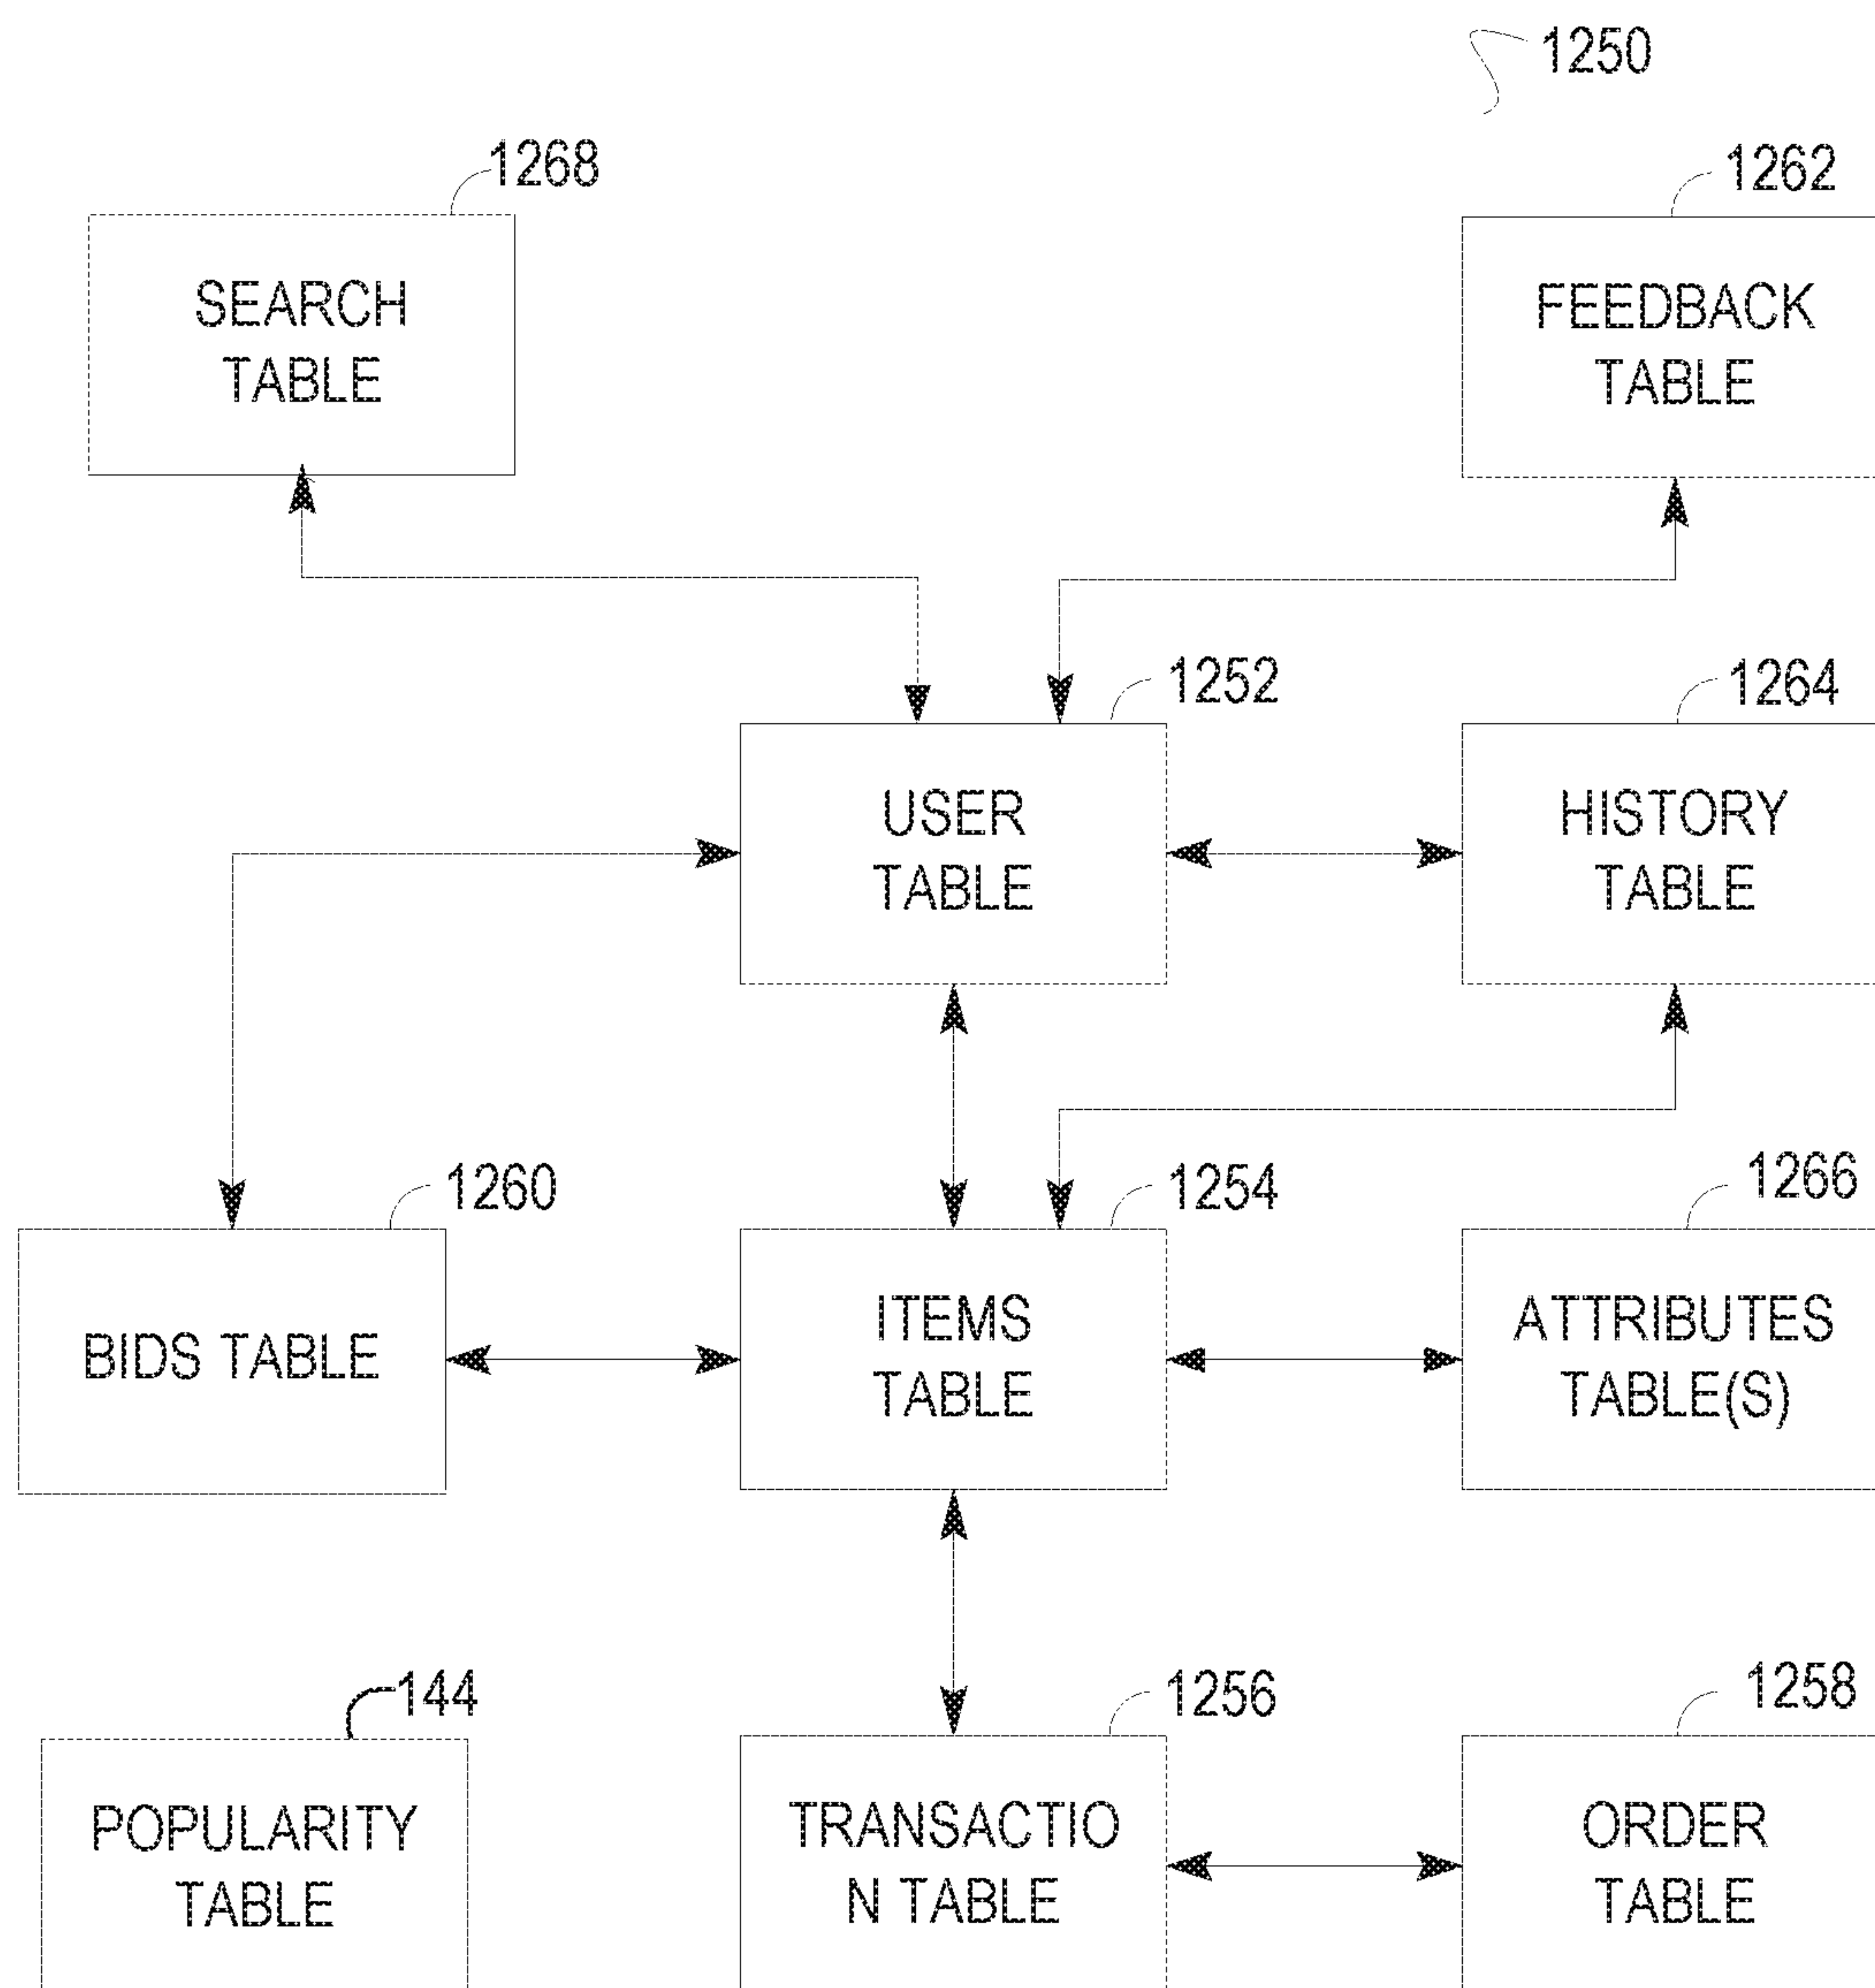 1250
1268
1262
SEARCH
TABLE
FEEDBACK
TABLE
1252
1264
USER
TABLE
HISTORY
TABLE
1260
1254
1266
BIDS TABLE
ITEMS
TABLE
ATTRIBUTES
TABLE(S)
144
1256
1258
POPULARITY
TABLE
TRANSACTIO
N TABLE
ORDER
TABLE